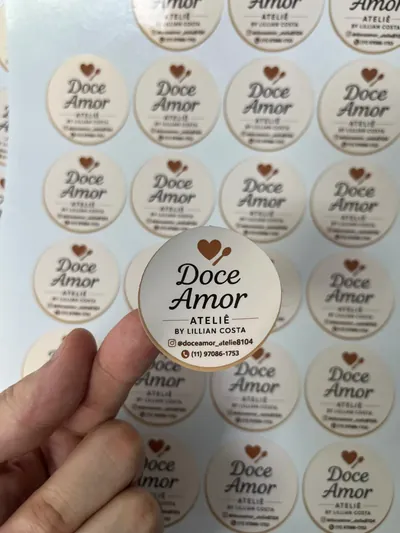 Doce
Amor
ATELIÊ
BY LILLIAN COSTA
@doceamor_atelie8104
(11) 97086-1753